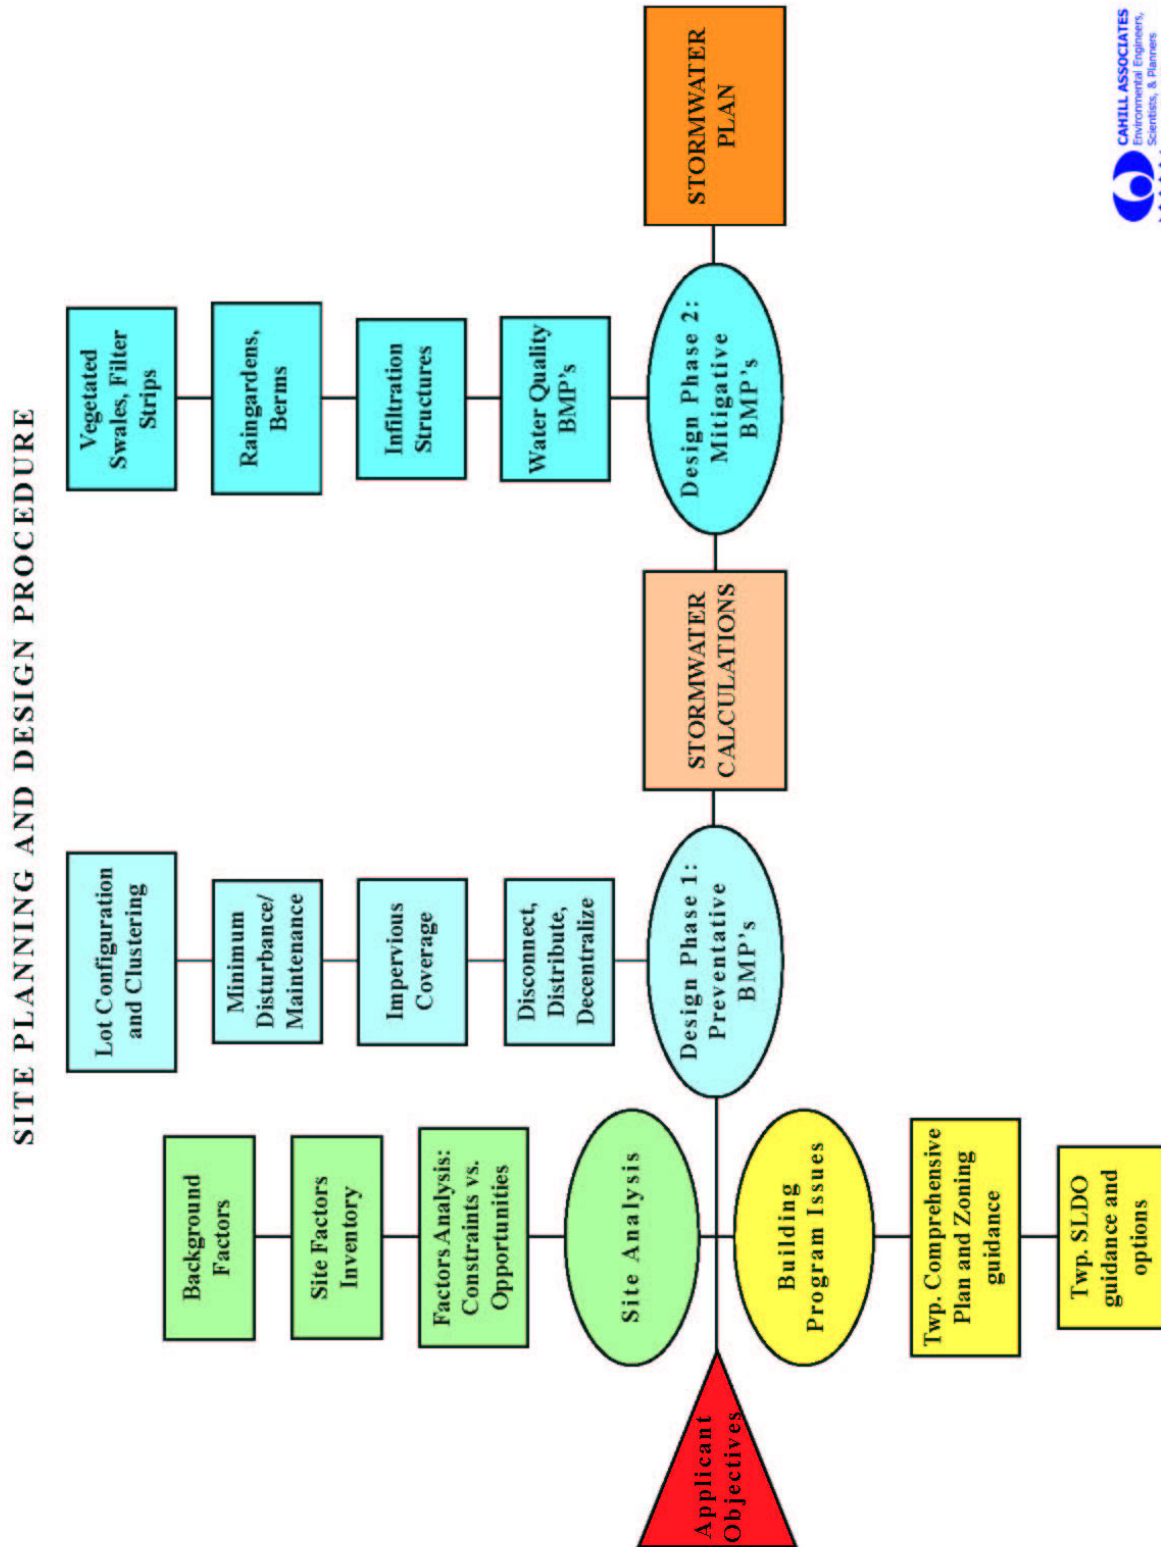 SITE PLANNING AND DESIGN PROCEDURE
Applicant
Objectives
Background
Factors
Site Factors
Inventory
Factors Analysis:
Constraints vs.
Opportunities
Site Analysis
Building
Program Issues
Twp. Comprehensive
Plan and Zoning
guidance
Twp. SLDO
guidance and
options
Lot Configuration
and Clustering
Minimum
Disturbance/
Maintenance
Impervious
Coverage
Disconnect,
Distribute,
Decentralize
Design Phase 1:
Preventative
BMP's
STORMWATER
CALCULATIONS
Vegetated
Swales, Filter
Strips
Raingardens,
Berms
Infiltration
Structures
Water Quality
BMP's
Design Phase 2:
Mitigative
BMP's
STORMWATER
PLAN
CAHILL ASSOCIATES
Environmental Engineers,
Scientists, & Planners